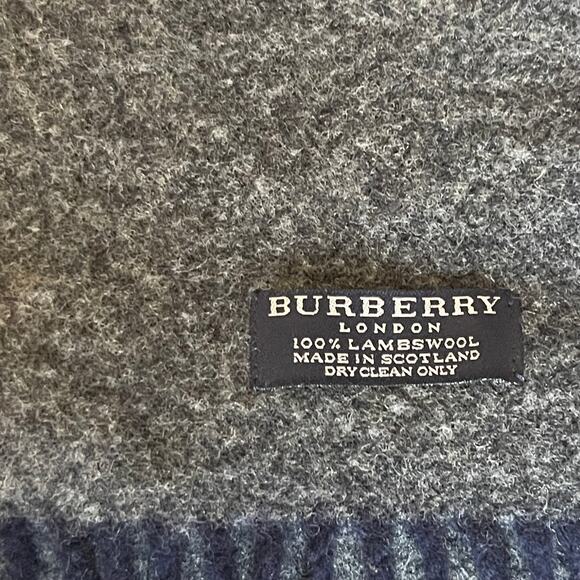 BURBERRY
LONDON
100% LAMBSWOOL
MADE IN SCOTLAND
DRY CLEAN ONLY